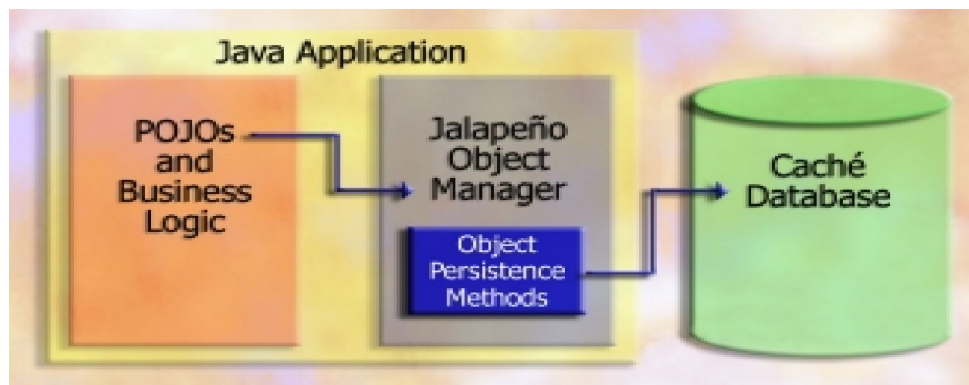 Java Application
POJOs
and
Business
Logic
Jalapeño
Object
Manager
Object
Persistence
Methods
Caché
Database